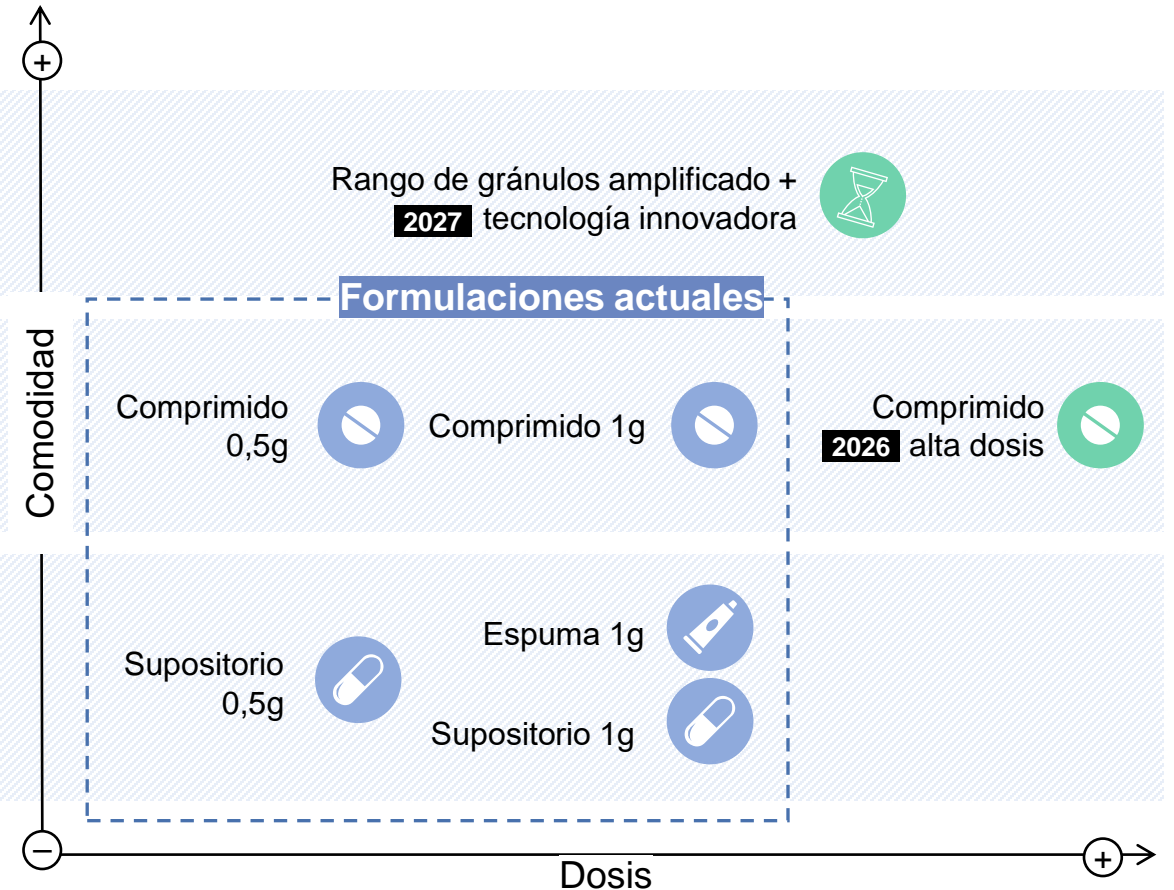 +
Rango de gránulos amplificado +
2027 tecnología innovadora
Formulaciones actuales
Comodidad
Comprimido
0,5g
Comprimido 1g
Comprimido
2026 alta dosis
Espuma 1g
Supositorio
0,5g
Supositorio 1g
–
+
Dosis